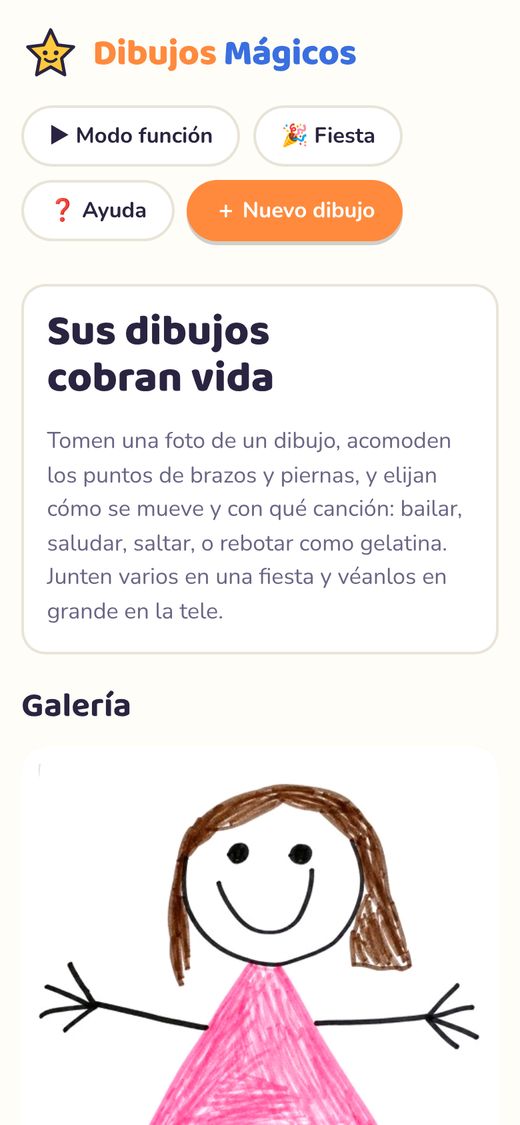 Dibujos Mágicos
▶ Modo función
🎉 Fiesta
❓ Ayuda
+ Nuevo dibujo
Sus dibujos
cobran vida
Tomen una foto de un dibujo, acomoden
los puntos de brazos y piernas, y elijan
cómo se mueve y con qué canción: bailar,
saludar, saltar, o rebotar como gelatina.
Junten varios en una fiesta y véanlos en
grande en la tele.
Galería